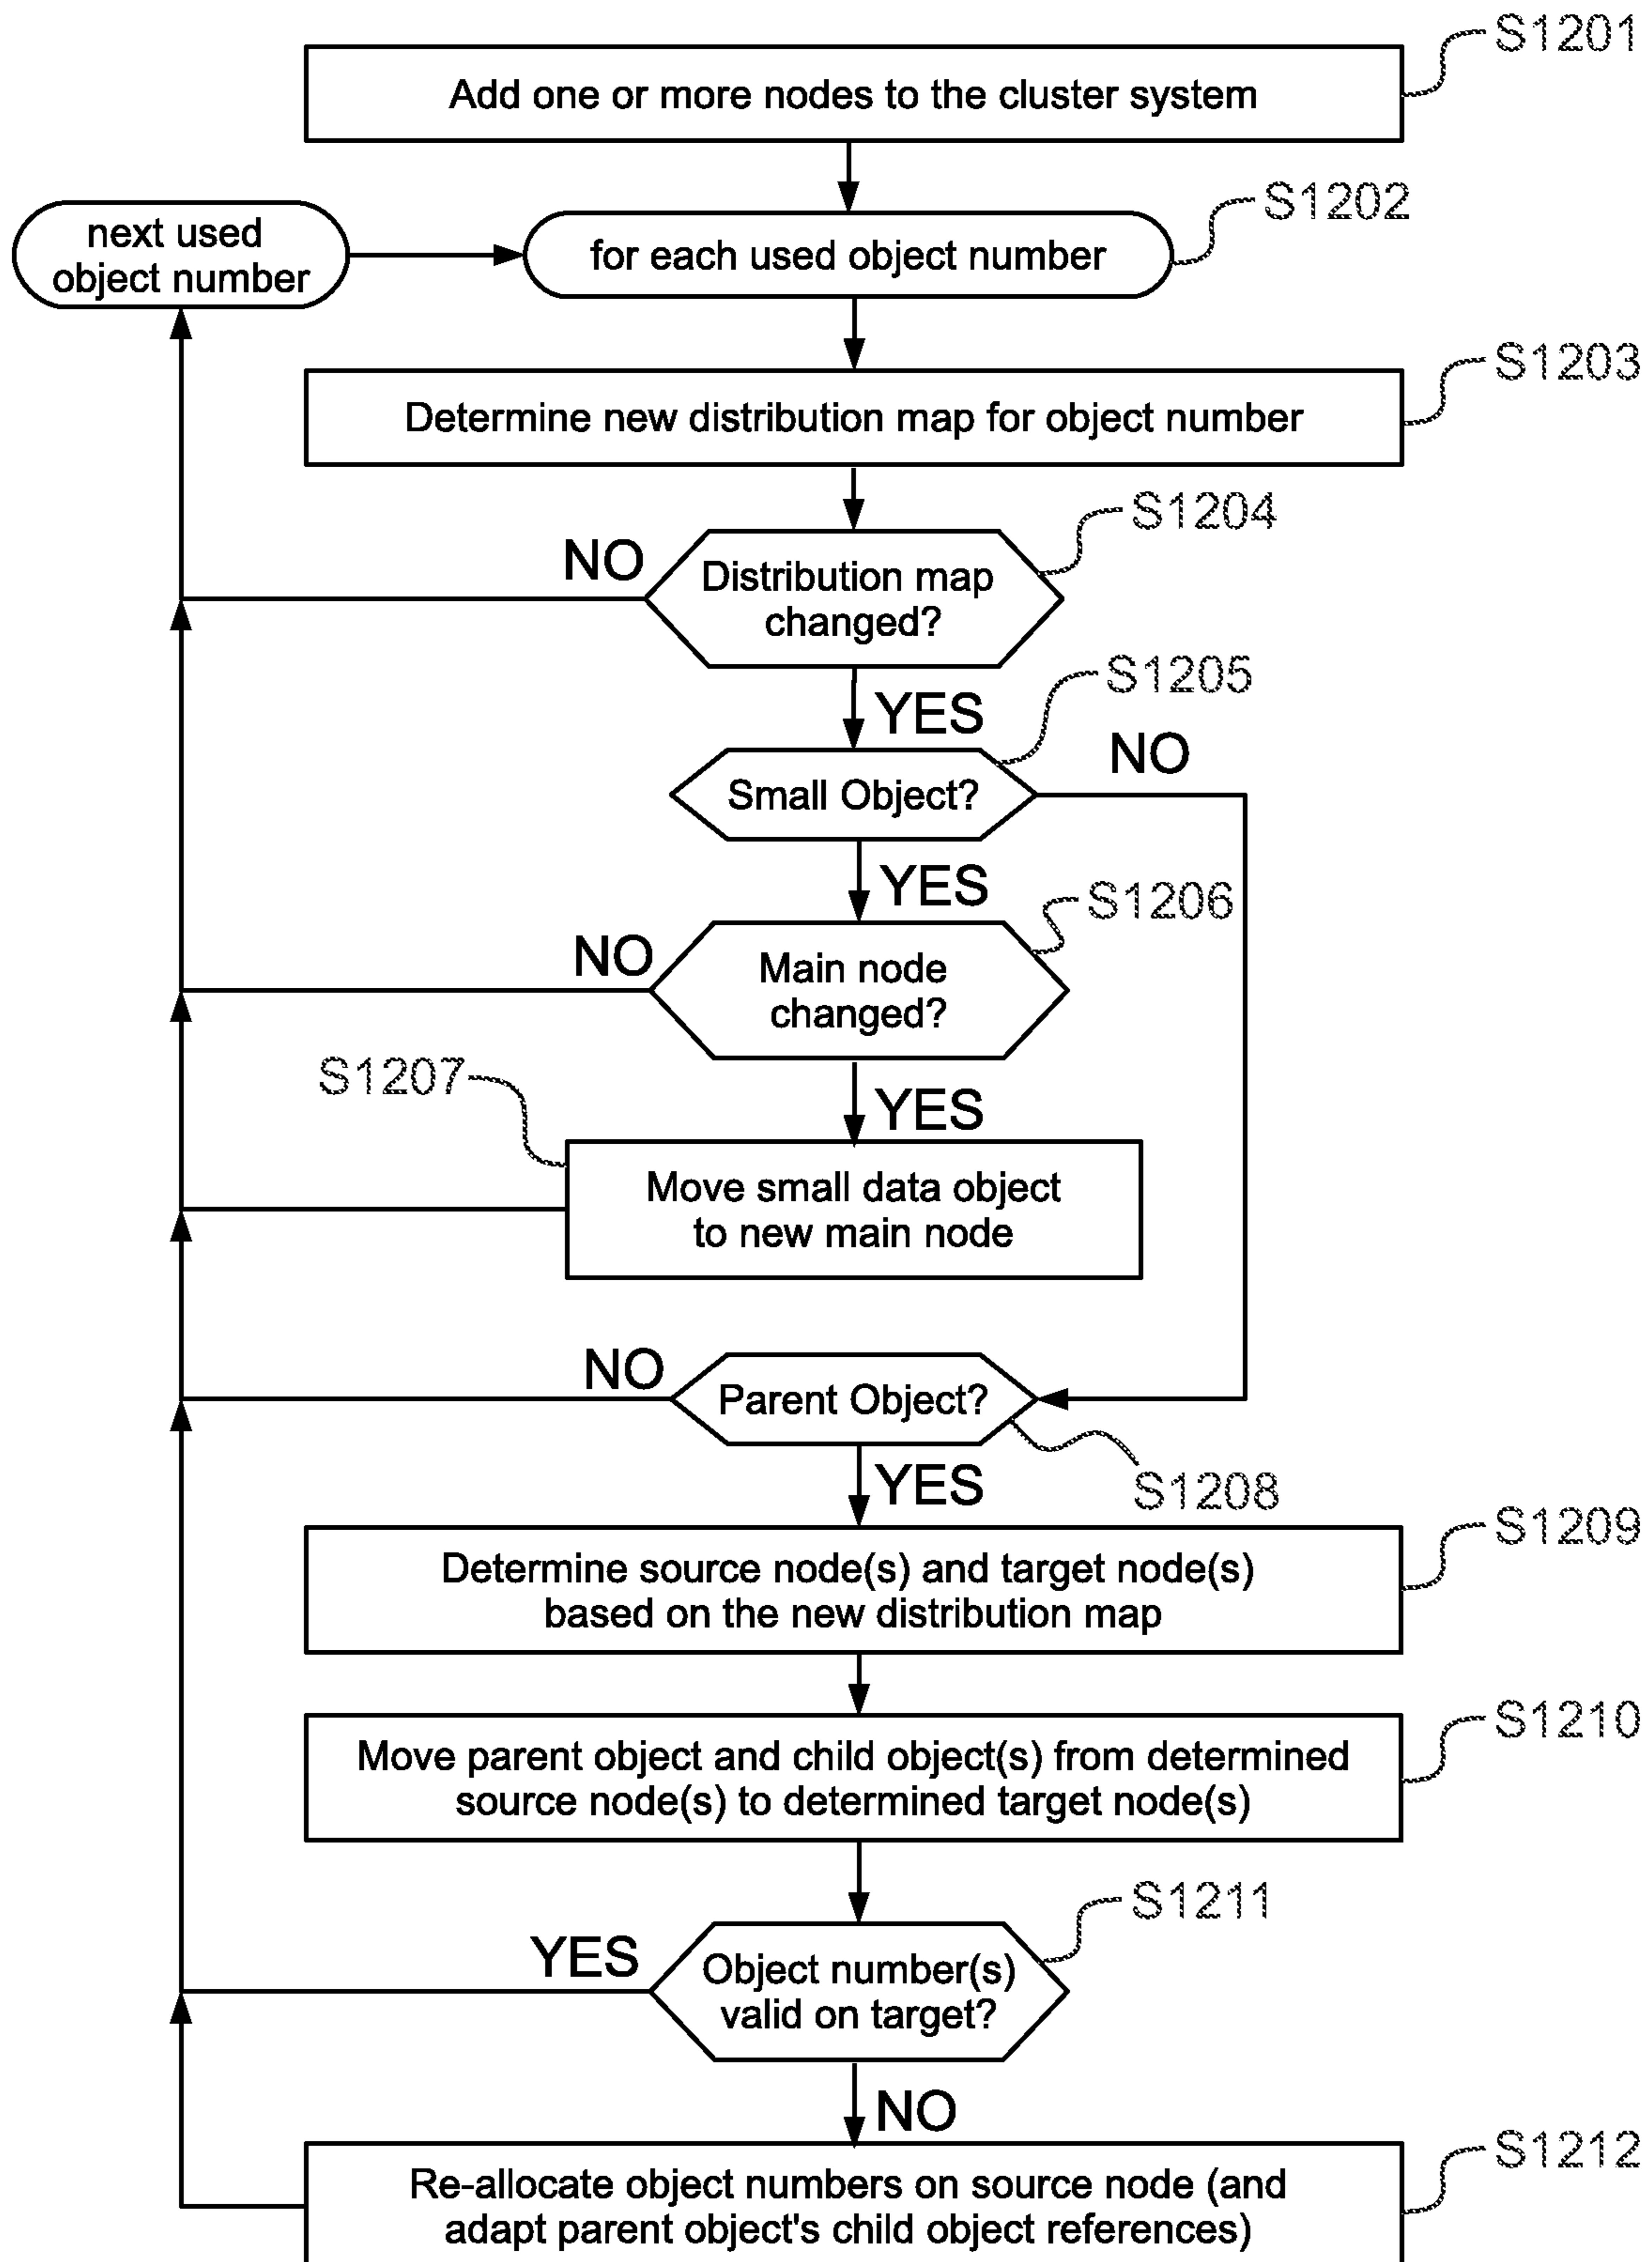 S1201
Add one or more nodes to the cluster system
S1202
next used
object number
for each used object number
S1203
Determine new distribution map for object number
S1204
NO
Distribution map
changed?
S1205
YES
NO
Small Object?
YES
S1206
NO
Main node
changed?
S1207
YES
Move small data object
to new main node
NO
Parent Object?
YES
S1208
S1209
Determine source node(s) and target node(s)
based on the new distribution map
S1210
Move parent object and child object(s) from determined
source node(s) to determined target node(s)
S1211
YES
Object number(s)
valid on target?
NO
S1212
Re-allocate object numbers on source node (and
adapt parent object's child object references)